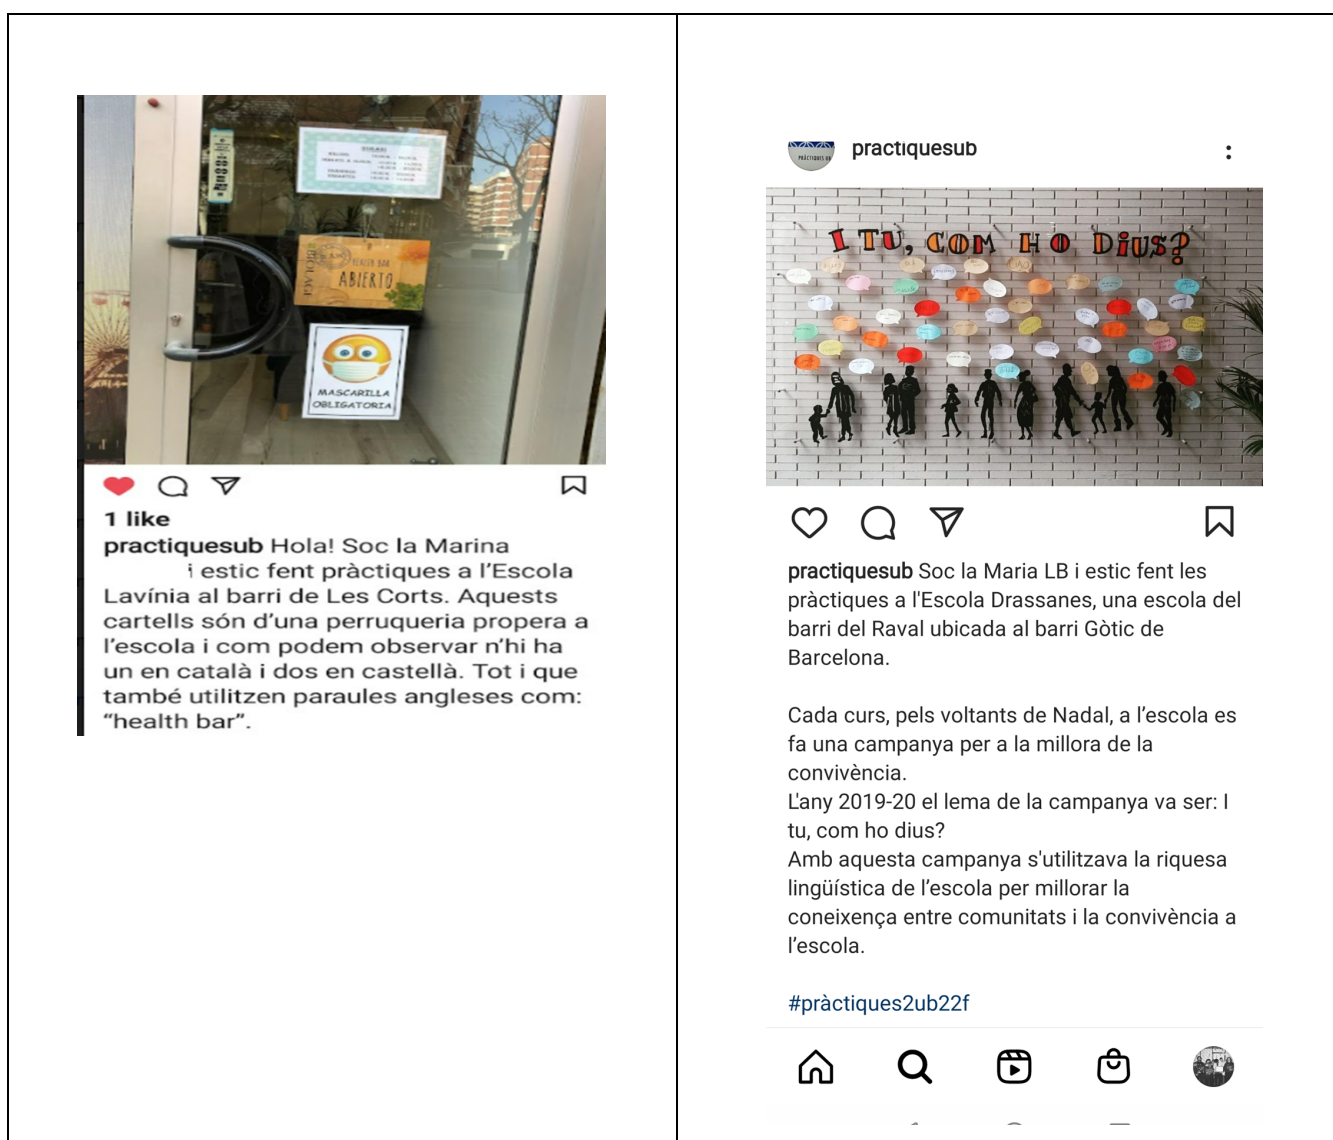 HEALTH BAR
ABIERTO
MASCARILLA
OBLIGATORIA
1 like
practiquesub Hola! Soc la Marina
i estic fent pràctiques a l'Escola
Lavínia al barri de Les Corts. Aquests
cartells són d'una perruqueria propera a
l'escola i com podem observar n'hi ha
un en català i dos en castellà. Tot i que
també utilitzen paraules angleses com:
“health bar”.
practiquesub
I TU, COM HO DiUS?
practiquesub Soc la Maria LB i estic fent les
pràctiques a l'Escola Drassanes, una escola del
barri del Raval ubicada al barri Gòtic de
Barcelona.
Cada curs, pels voltants de Nadal, a l’escola es
fa una campanya per a la millora de la
convivència.
L'any 2019-20 el lema de la campanya va ser: I
tu, com ho dius?
Amb aquesta campanya s'utilitzava la riquesa
lingüística de l’escola per millorar la
coneixença entre comunitats i la convivència a
l’escola.
#pràctiques2ub22f